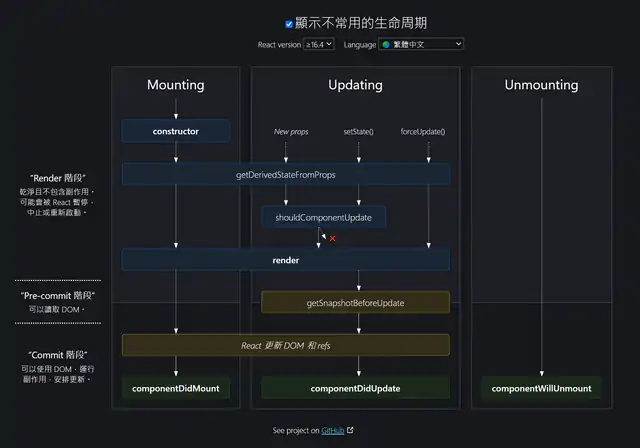 顯示不常用的生命周期
React version ≥16.4 Language 繁體中文
Mounting
Updating
Unmounting
constructor
New props
setState()
forceUpdate()
"Render 階段"
乾淨且不包含副作用。
可能會被 React 暫停,
中止或重新啟動。
getDerivedStateFromProps
shouldComponentUpdate
render
"Pre-commit 階段"
可以讀取 DOM。
getSnapshotBeforeUpdate
React 更新 DOM 和 refs
"Commit 階段"
可以使用 DOM,運行
副作用,安排更新。
componentDidMount
componentDidUpdate
componentWillUnmount
See project on GitHub